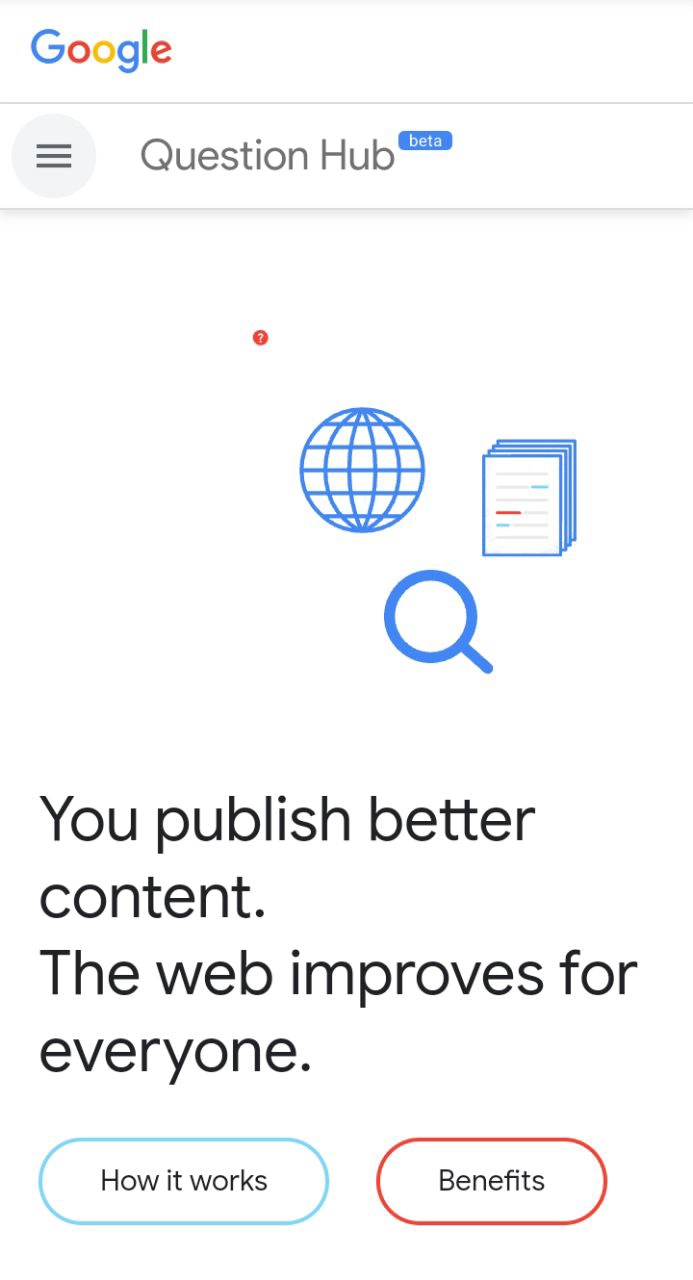 Google
Question Hub beta
?
You publish better
content.
The web improves for
everyone.
How it works
Benefits